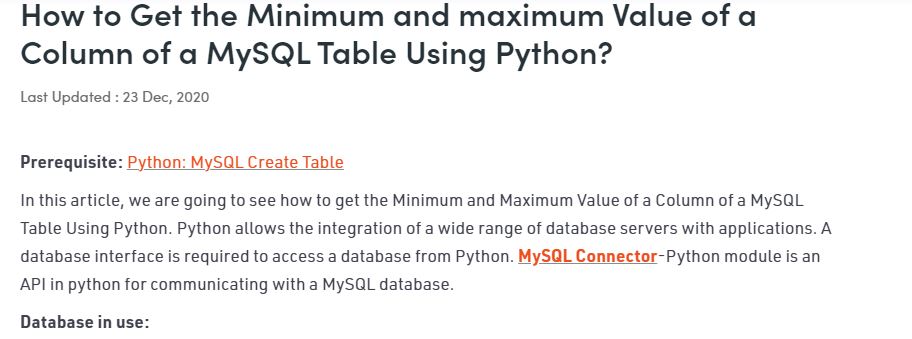 How to Get the Minimum and maximum Value of a
Column of a MySQL Table Using Python?
Last Updated : 23 Dec, 2020
Prerequisite: Python: MySQL Create Table
In this article, we are going to see how to get the Minimum and Maximum Value of a Column of a MySQL
Table Using Python. Python allows the integration of a wide range of database servers with applications. A
database interface is required to access a database from Python. MySQL Connector-Python module is an
API in python for communicating with a MySQL database.
Database in use: